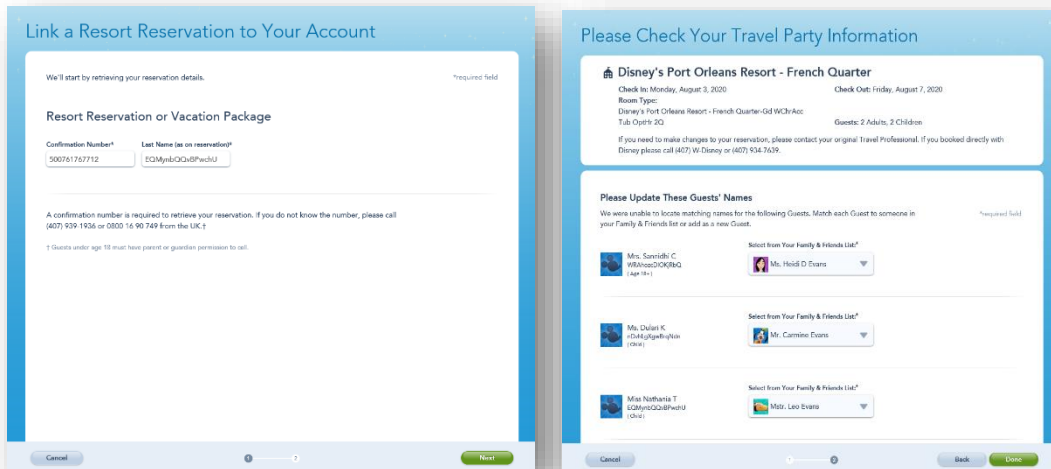 Link a Resort Reservation to Your Account
We'll start by retrieving your reservation details.
*required field
Resort Reservation or Vacation Package
Confirmation Number*
Last Name (as on reservation)*
500761767712
EQMynbQQvBPwchU
A confirmation number is required to retrieve your reservation. If you do not know the number, please call
(407) 939-1936 or 0800 16 90 749 from the UK.†
† Guests under age 18 must have parent or guardian permission to call.
Cancel
1
2
Next
Please Check Your Travel Party Information
Disney's Port Orleans Resort - French Quarter
Check In: Monday, August 3, 2020
Check Out: Friday, August 7, 2020
Room Type:
Disney's Port Orleans Resort - French Quarter-Gd WChrAcc
Tub OptHr 2Q
Guests: 2 Adults, 2 Children
If you need to make changes to your reservation, please contact your original Travel Professional. If you booked directly with
Disney please call (407) W-Disney or (407) 934-7639.
Please Update These Guests' Names
We were unable to locate matching names for the following Guests. Match each Guest to someone in
your Family & Friends list or add as a new Guest.
*required field
Mrs. Sannidhi C
( Age 18+ )
Select from Your Family & Friends List:*
Ms. Heidi D Evans
Ms. Dulari K
( Child )
Select from Your Family & Friends List:*
Mr. Carmine Evans
Miss Nathania T
EQMynbQQvBPwchU
( Child )
Select from Your Family & Friends List:*
Mstr. Leo Evans
Cancel
1
2
Back
Done